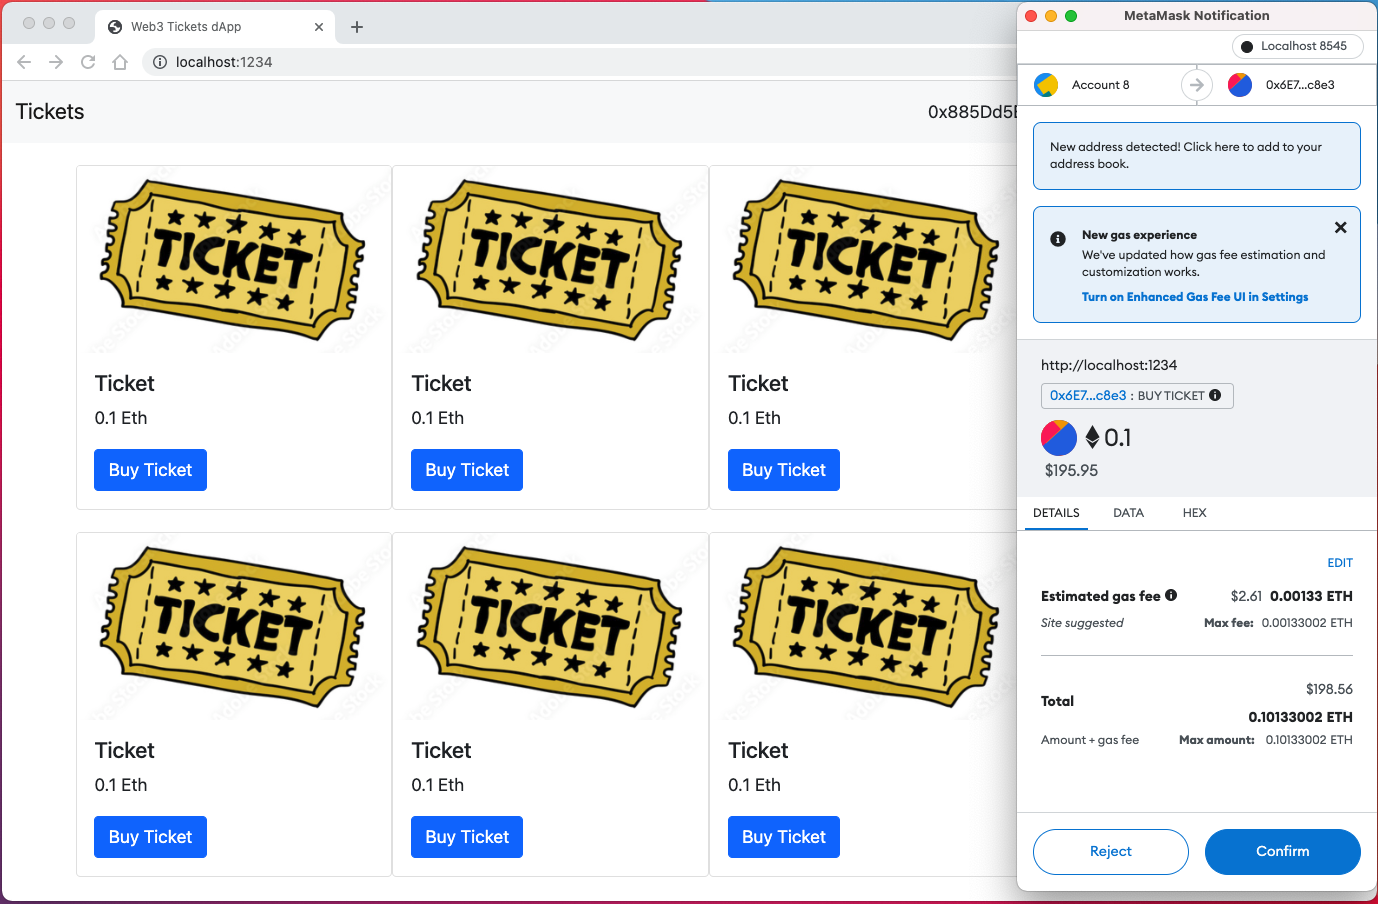 Web3 Tickets dApp
localhost:1234
Tickets
0x885Dd5
TICKET
TICKET
TICKET
Ticket
Ticket
Ticket
0.1 Eth
0.1 Eth
0.1 Eth
Buy Ticket
Buy Ticket
Buy Ticket
TICKET
TICKET
TICKET
Ticket
Ticket
Ticket
0.1 Eth
0.1 Eth
0.1 Eth
Buy Ticket
Buy Ticket
Buy Ticket
MetaMask Notification
Localhost 8545
Account 8
0x6E7...c8e3
New address detected! Click here to add to your
address book.
New gas experience
We've updated how gas fee estimation and
customization works.
Turn on Enhanced Gas Fee UI in Settings
http://localhost:1234
0x6E7...c8e3 : BUY TICKET
0.1
$195.95
DETAILS DATA HEX
EDIT
Estimated gas fee $2.61 0.00133 ETH
Site suggested Max fee: 0.00133002 ETH
$198.56
Total
0.10133002 ETH
Amount + gas fee Max amount: 0.10133002 ETH
Reject Confirm